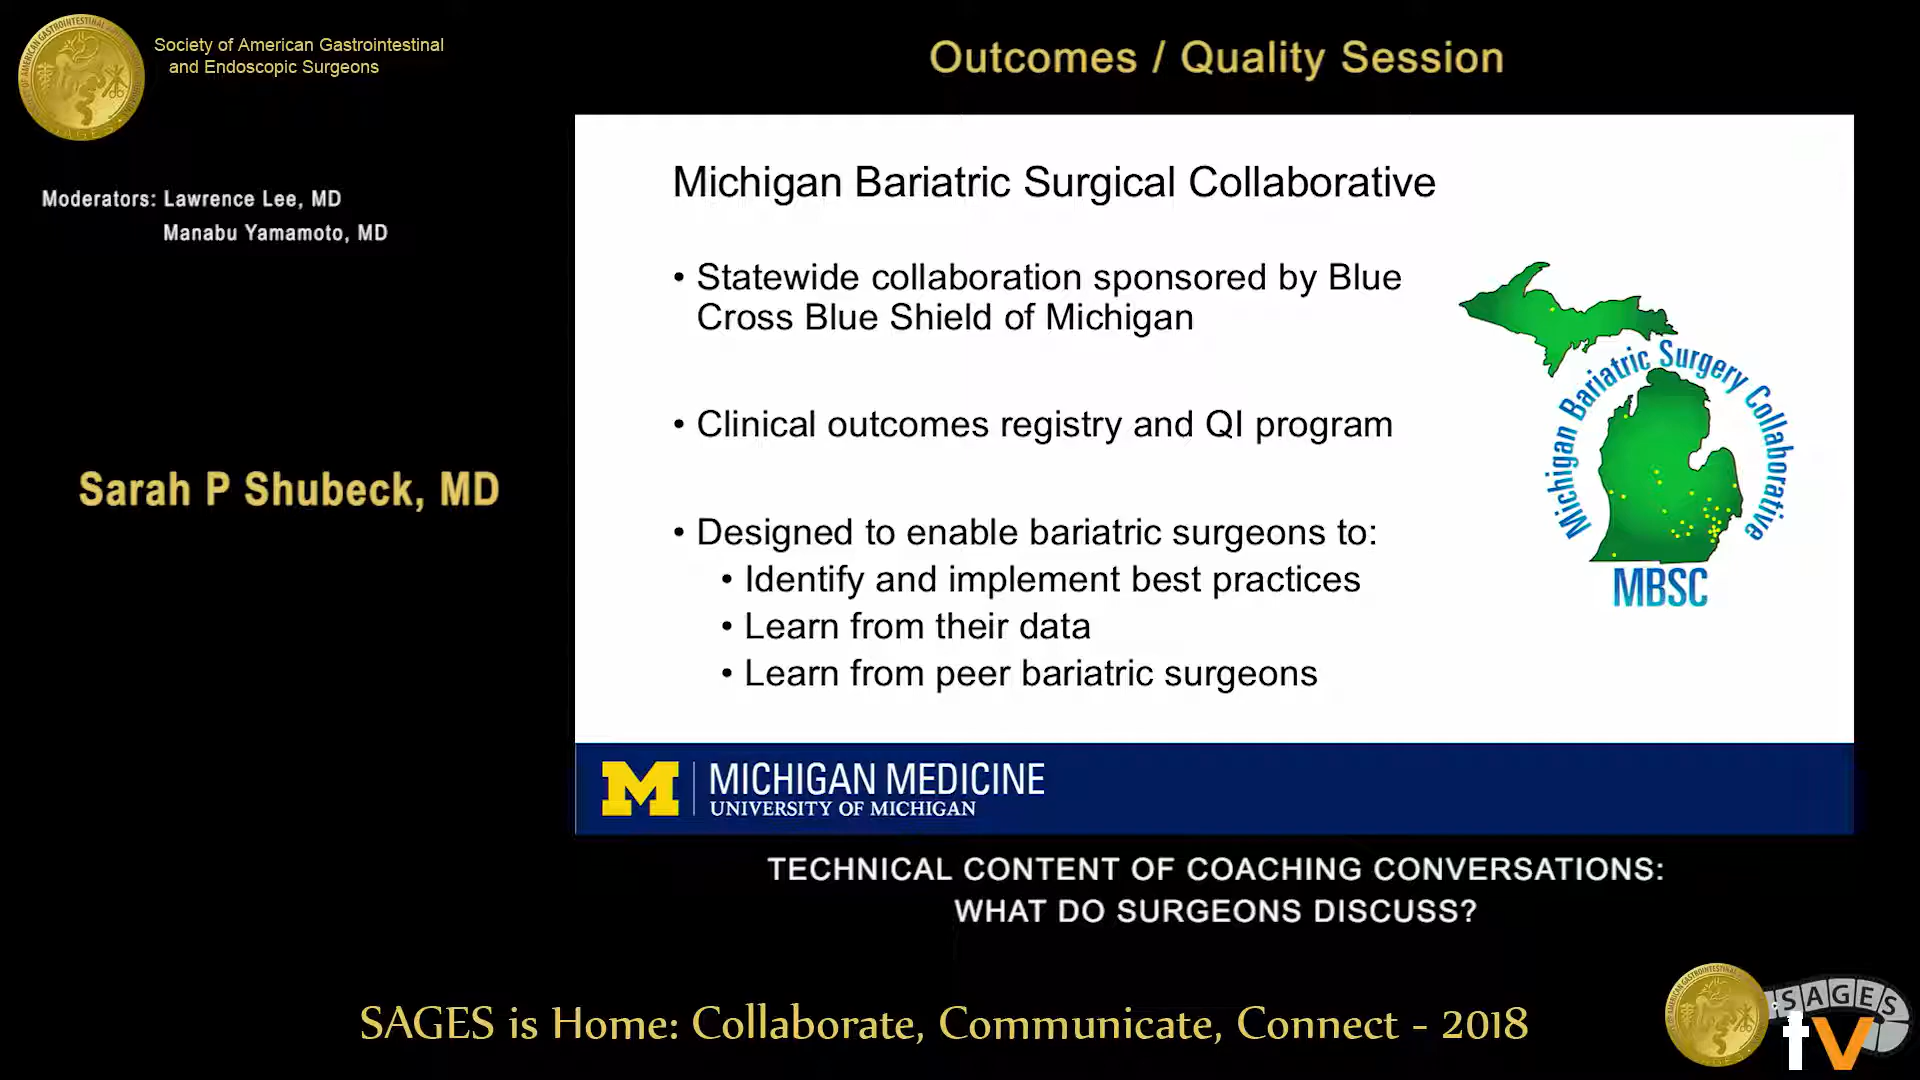 Society of American Gastrointestinal
and Endoscopic Surgeons
Outcomes / Quality Session
Moderators: Lawrence Lee, MD
Manabu Yamamoto, MD
Sarah P Shubeck, MD
Michigan Bariatric Surgical Collaborative
• Statewide collaboration sponsored by Blue
Cross Blue Shield of Michigan
• Clinical outcomes registry and QI program
• Designed to enable bariatric surgeons to:
• Identify and implement best practices
• Learn from their data
• Learn from peer bariatric surgeons
Michigan Bariatric Surgery Collaborative
MBSC
M
MICHIGAN MEDICINE
UNIVERSITY OF MICHIGAN
TECHNICAL CONTENT OF COACHING CONVERSATIONS:
WHAT DO SURGEONS DISCUSS?
SAGES is Home: Collaborate, Communicate, Connect - 2018
SAGES
tv